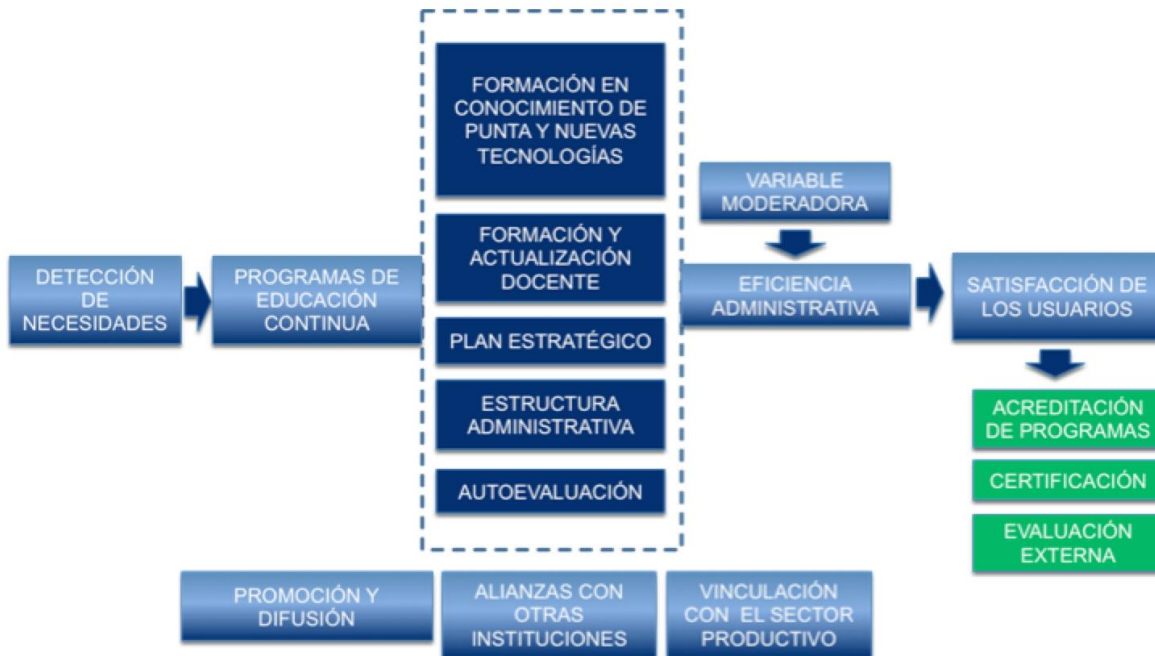 FORMACIÓN EN
CONOCIMIENTO DE
PUNTA Y NUEVAS
TECNOLOGÍAS
VARIABLE
MODERADORA
FORMACIÓN Y
ACTUALIZACIÓN
DOCENTE
DETECCIÓN
DE
NECESIDADES
PROGRAMAS DE
EDUCACIÓN
CONTINUA
EFICIENCIA
ADMINISTRATIVA
SATISFACCIÓN DE
LOS USUARIOS
PLAN ESTRATÉGICO
ESTRUCTURA
ADMINISTRATIVA
AUTOEVALUACIÓN
ACREDITACIÓN
DE PROGRAMAS
CERTIFICACIÓN
EVALUACIÓN
EXTERNA
PROMOCIÓN Y
DIFUSIÓN
ALIANZAS CON
OTRAS
INSTITUCIONES
VINCULACIÓN
CON EL SECTOR
PRODUCTIVO